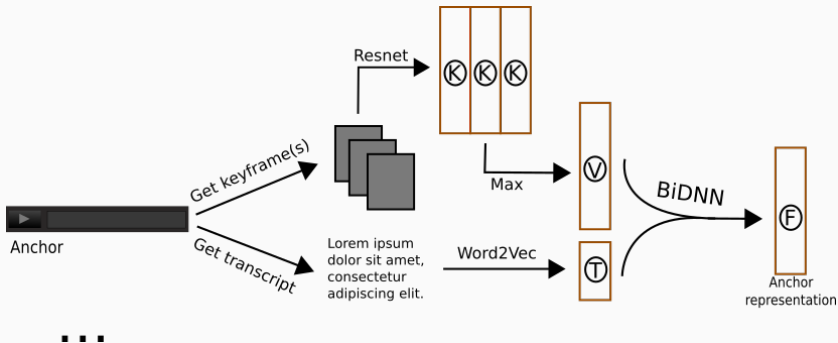 Resnet
K K K
Get keyframe(s)
Max
V
BiDNN
F
Anchor
Get transcript
Lorem ipsum
dolor sit amet,
consectetur
adipiscing elit.
Word2Vec
T
Anchor
representation